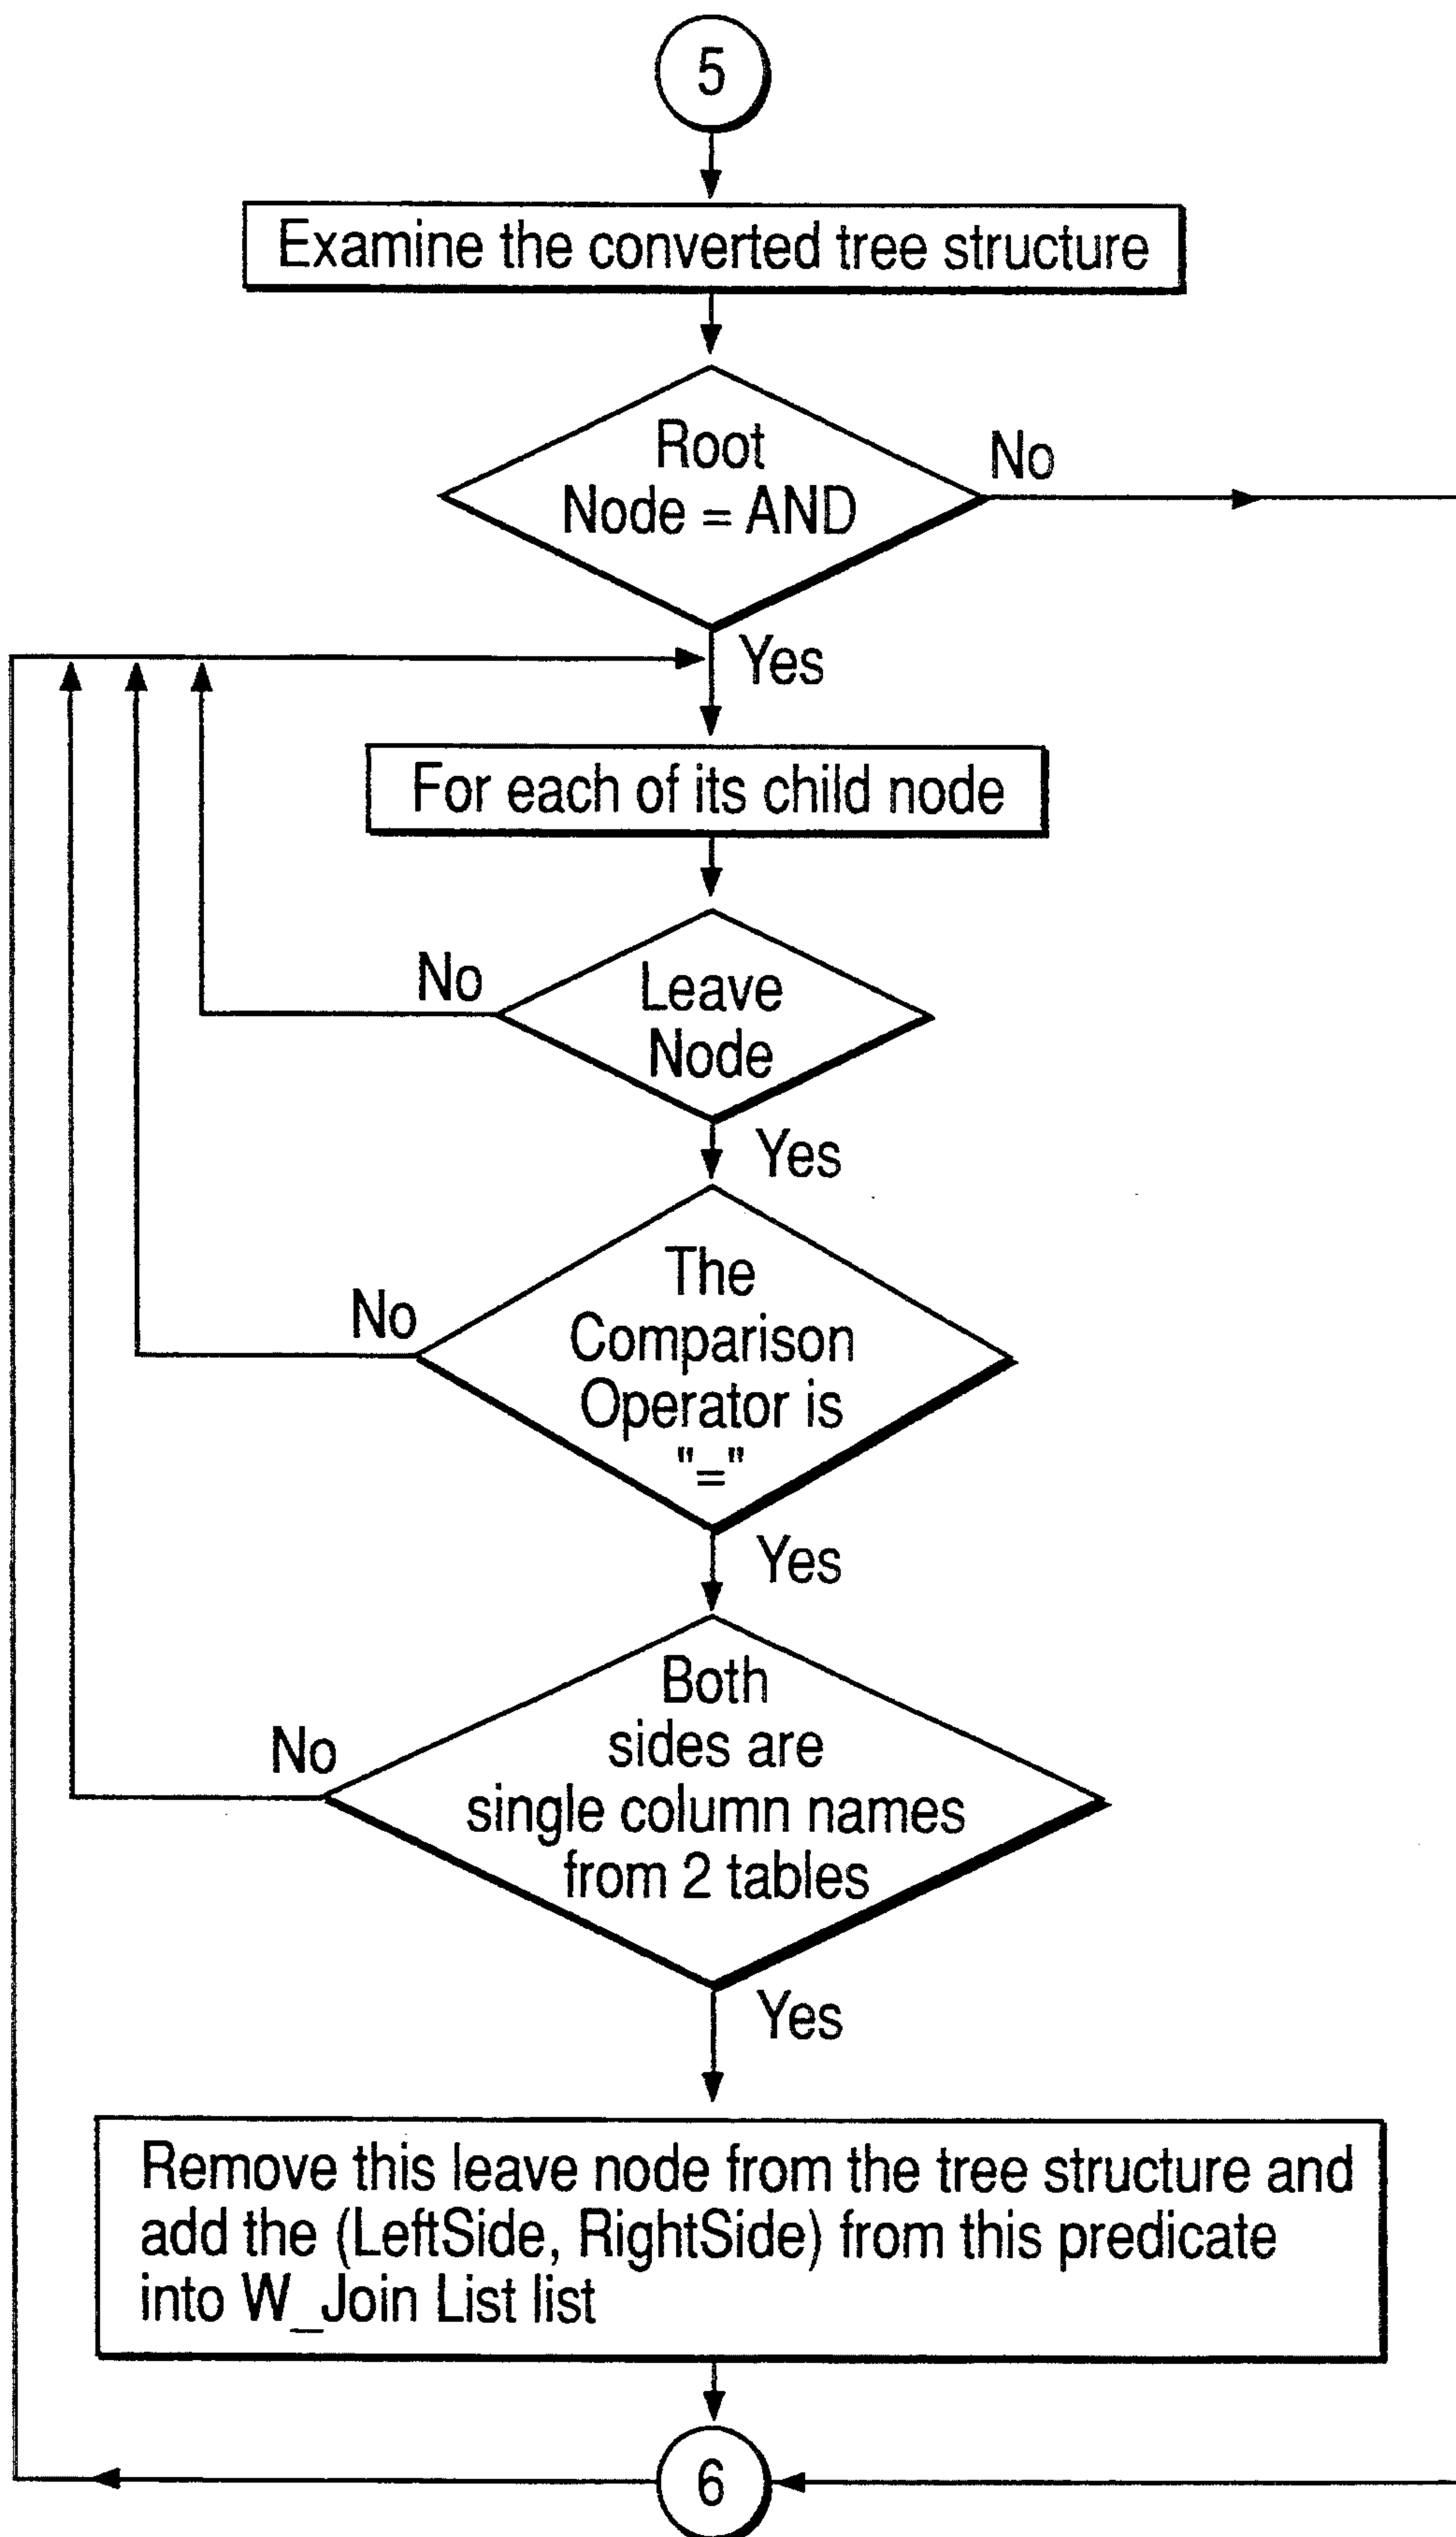 5
Examine the converted tree structure
Root
Node = AND
No
Yes
For each of its child node
No
Leave
Node
Yes
No
The
Comparison
Operator is
"="
Yes
No
Both
sides are
single column names
from 2 tables
Yes
Remove this leave node from the tree structure and
add the (LeftSide, RightSide) from this predicate
into W_Join List list
6